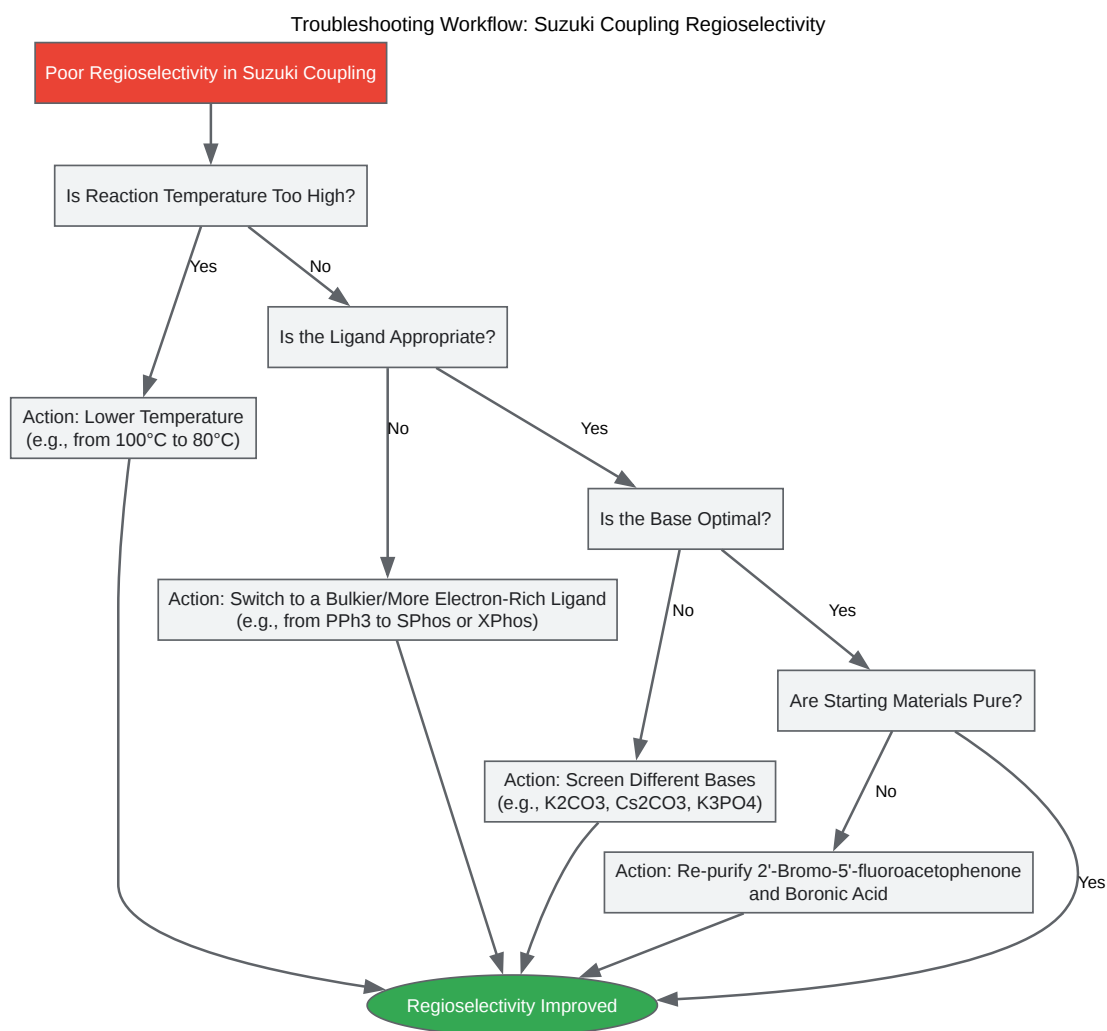 Troubleshooting Workflow: Suzuki Coupling Regioselectivity
Poor Regioselectivity in Suzuki Coupling
Is Reaction Temperature Too High?
Yes
No
Is the Ligand Appropriate?
Action: Lower Temperature
(e.g., from 100°C to 80°C)
No
Yes
Is the Base Optimal?
Action: Switch to a Bulkier/More Electron-Rich Ligand
(e.g., from PPh3 to SPhos or XPhos)
No
Yes
Are Starting Materials Pure?
Action: Screen Different Bases
(e.g., K2CO3, Cs2CO3, K3PO4)
No
Action: Re-purify 2'-Bromo-5'-fluoroacetophenone
and Boronic Acid
Yes
Regioselectivity Improved